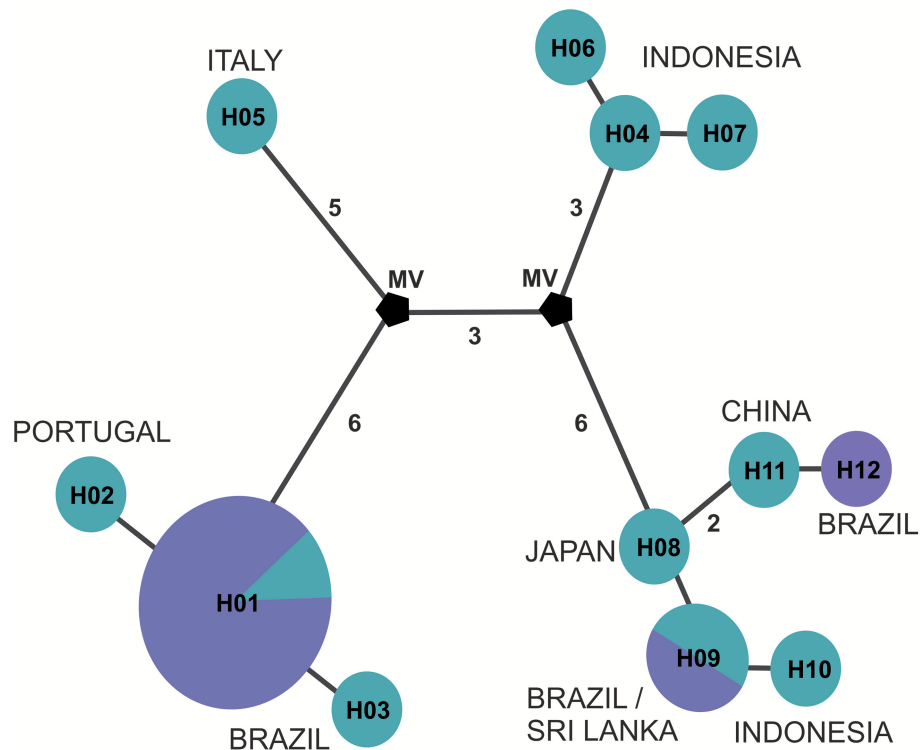 ITALY
H05
H06
INDONESIA
H04
H07
5
3
MV
MV
3
6
6
PORTUGAL
H02
H01
H03
BRAZIL
CHINA
H11
H12
BRAZIL
2
JAPAN
H08
H09
H10
BRAZIL /
SRI LANKA
INDONESIA